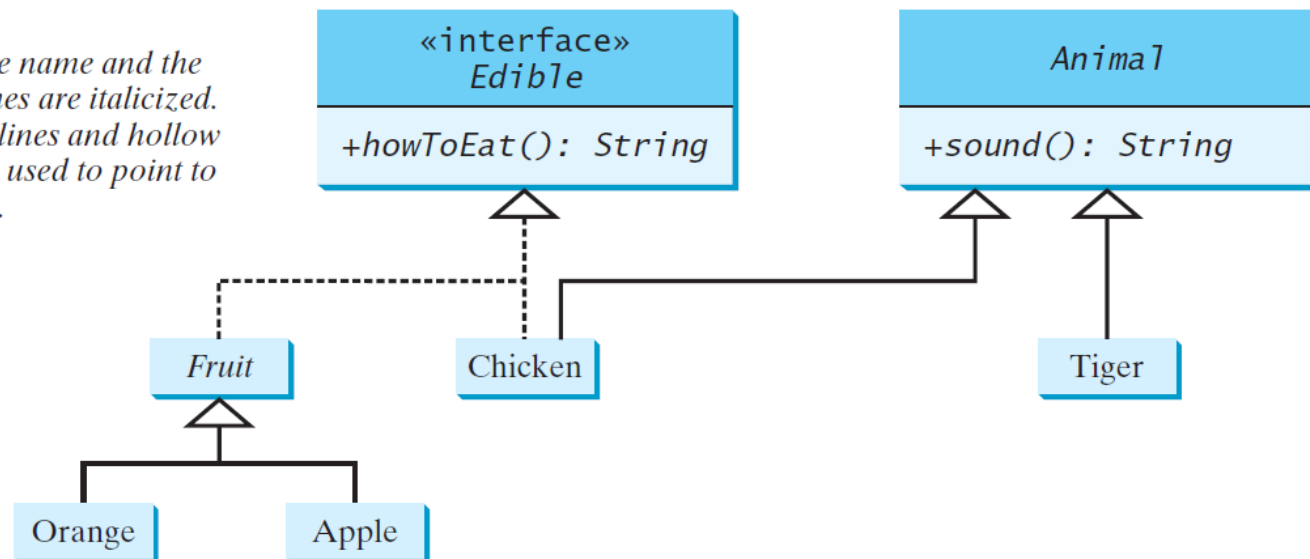 e name and the
nes are italicized.
lines and hollow
used to point to
.
«interface»
Edible
+howToEat(): String
Animal
+sound(): String
Fruit
Chicken
Tiger
Orange
Apple